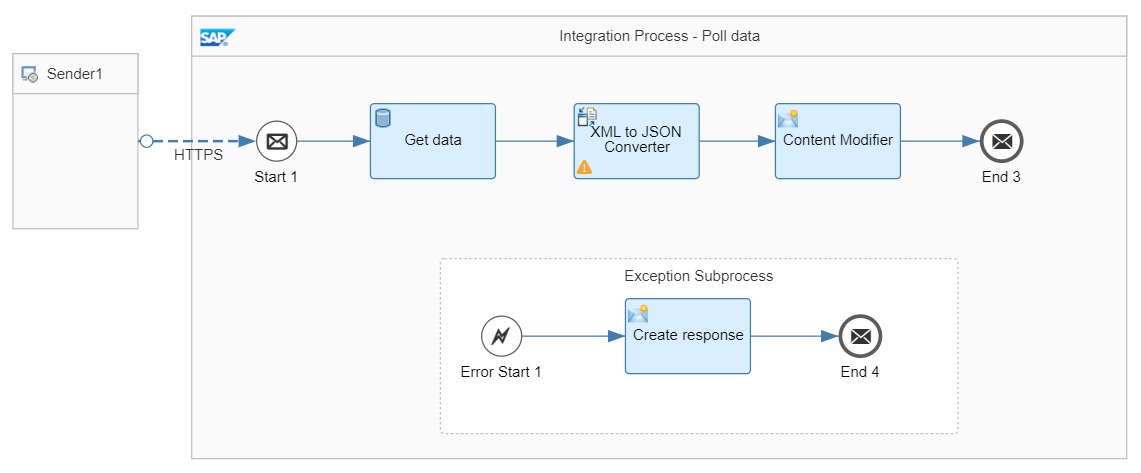 SAP
Integration Process - Poll data
Sender1
HTTPS
Start 1
Get data
XML to JSON
Converter
Content Modifier
End 3
Exception Subprocess
Error Start 1
Create response
End 4